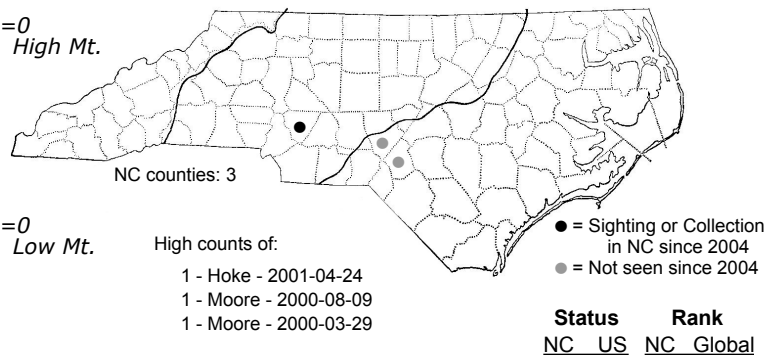 =0
High Mt.
NC counties: 3
=0
Low Mt.
High counts of:
1 - Hoke - 2001-04-24
1 - Moore - 2000-08-09
1 - Moore - 2000-03-29
= Sighting or Collection
in NC since 2004
= Not seen since 2004
Status Rank
NC US NC Global